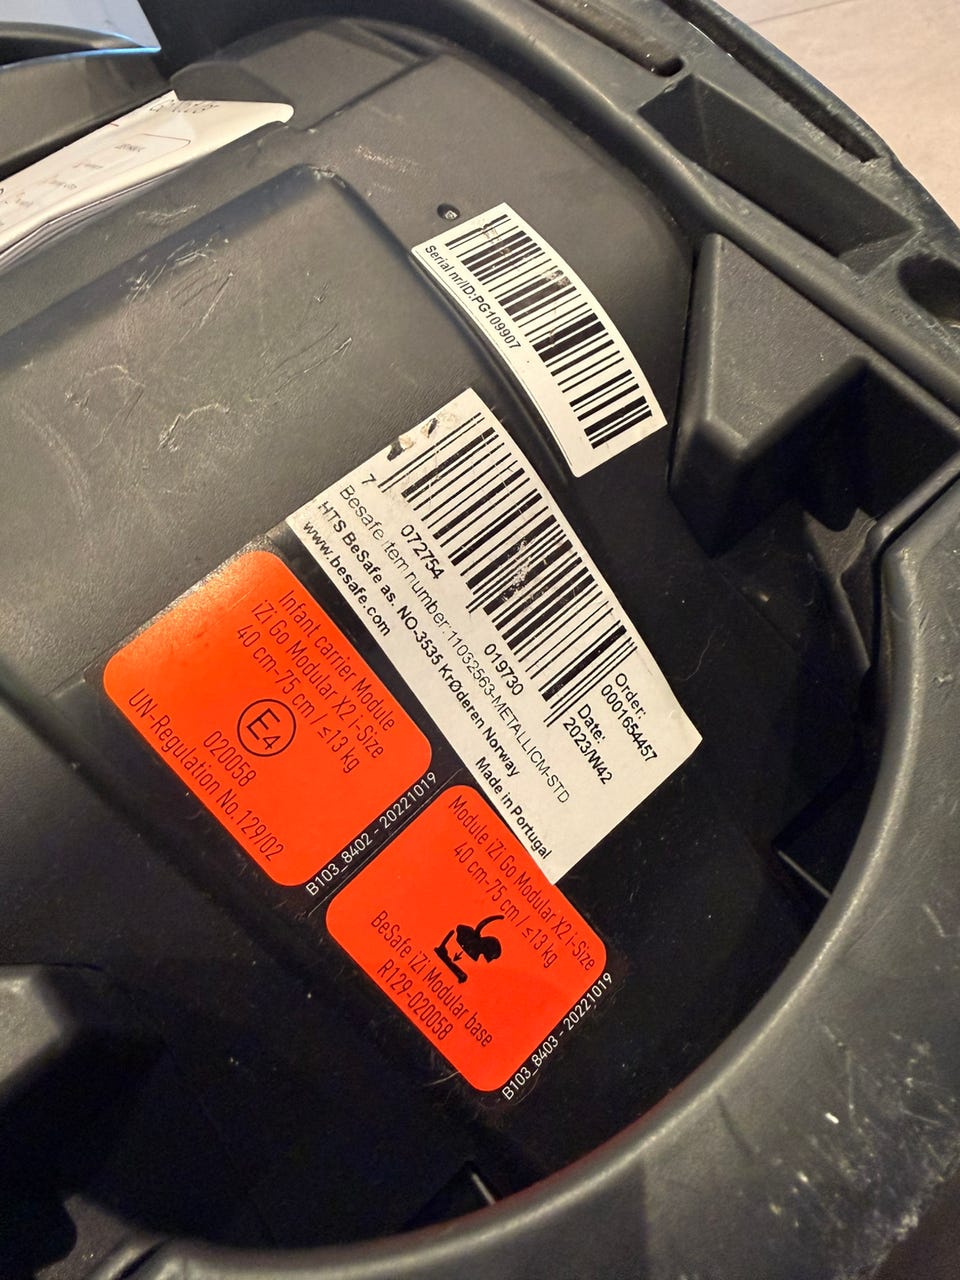 Serial nr/ID:PG109907
7 072754 019730
Besafe item number: 11032563-METALLICM-STD
HTS BeSafe as. NO-3535 KrØderen Norway
www.besafe.com
Made in Portugal
Order:
0001654457
Date:
2023/W42
Infant carrier Module
iZi Go Modular X2 i-Size
40 cm-75 cm / ≤13 kg
E4
020058
UN-Regulation No.129/02
B103_8402 - 20221019
Module iZi Go Modular X2 i-Size
40 cm-75 cm / ≤13 kg
BeSafe iZi Modular base
R129-020058
B103_8403 - 20221019